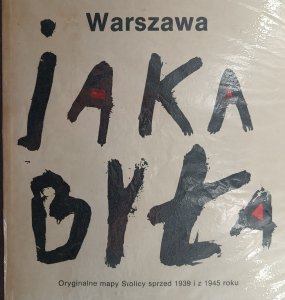 Warszawa
JAKA
BYŁA
Oryginalne mapy Stolicy sprzed 1939 i z 1945 roku